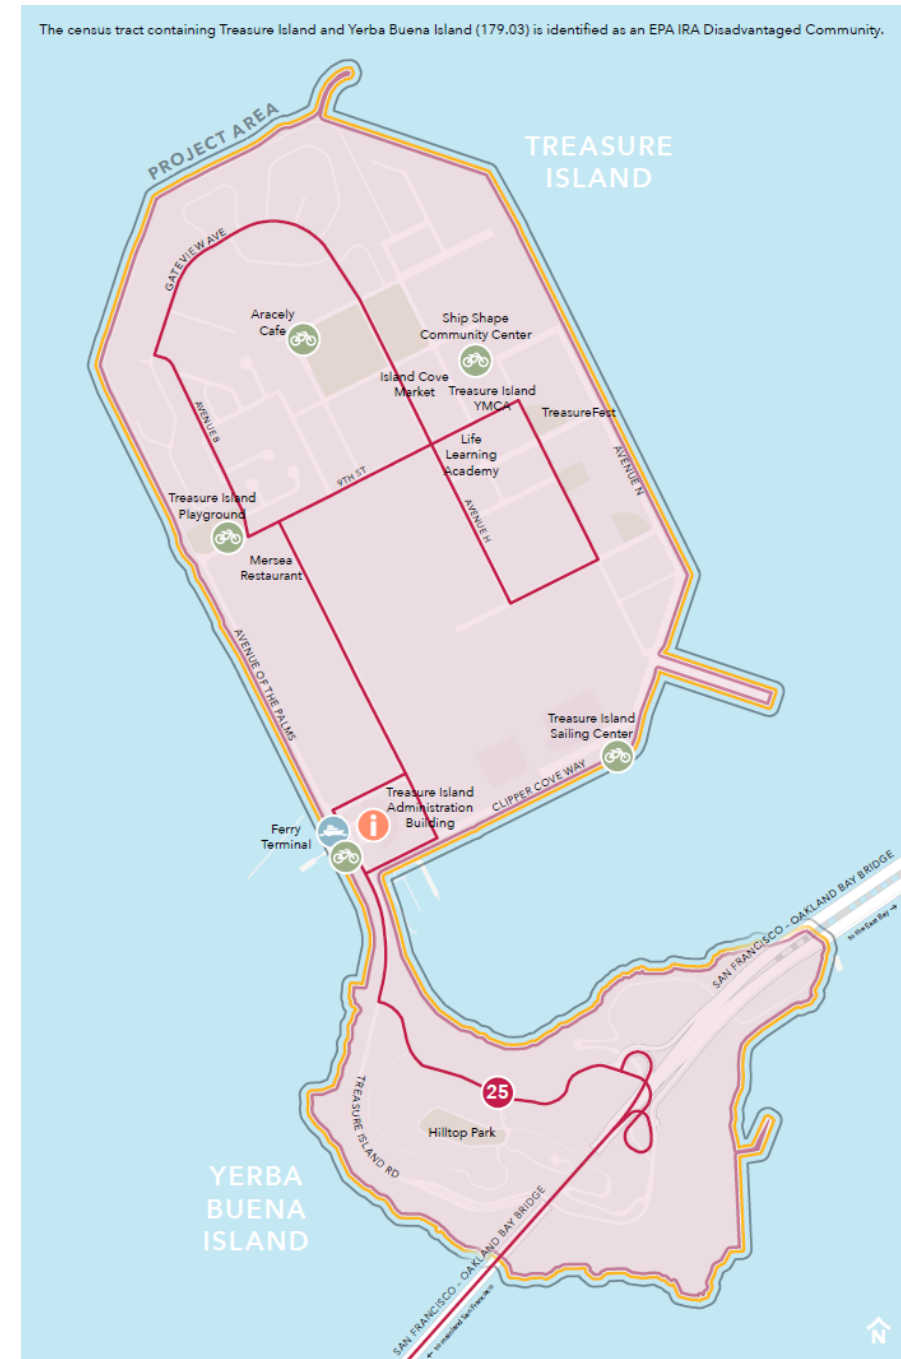 The census tract containing Treasure Island and Yerba Buena Island (179.03) is identified as an EPA IRA Disadvantaged Community.
PROJECT AREA
TREASURE
ISLAND
GATEVIEW AVE
Aracely
Cafe
Ship Shape
Community Center
Island Cove
Market
Treasure Island
YMCA
TreasureFest
AVENUE B
Life
Learning
Academy
9TH ST
AVENUE N
AVENUE H
Treasure Island
Playground
Mersea
Restaurant
AVENUE OF THE PALMS
Treasure Island
Sailing Center
CLIPPER COVE WAY
Treasure Island
Administration
Building
i
Ferry
Terminal
SAN FRANCISCO - OAKLAND BAY BRIDGE
to the East Bay →
25
TREASURE ISLAND RD
Hilltop Park
YERBA
BUENA
ISLAND
SAN FRANCISCO - OAKLAND BAY BRIDGE
← to mainland San Francisco
N